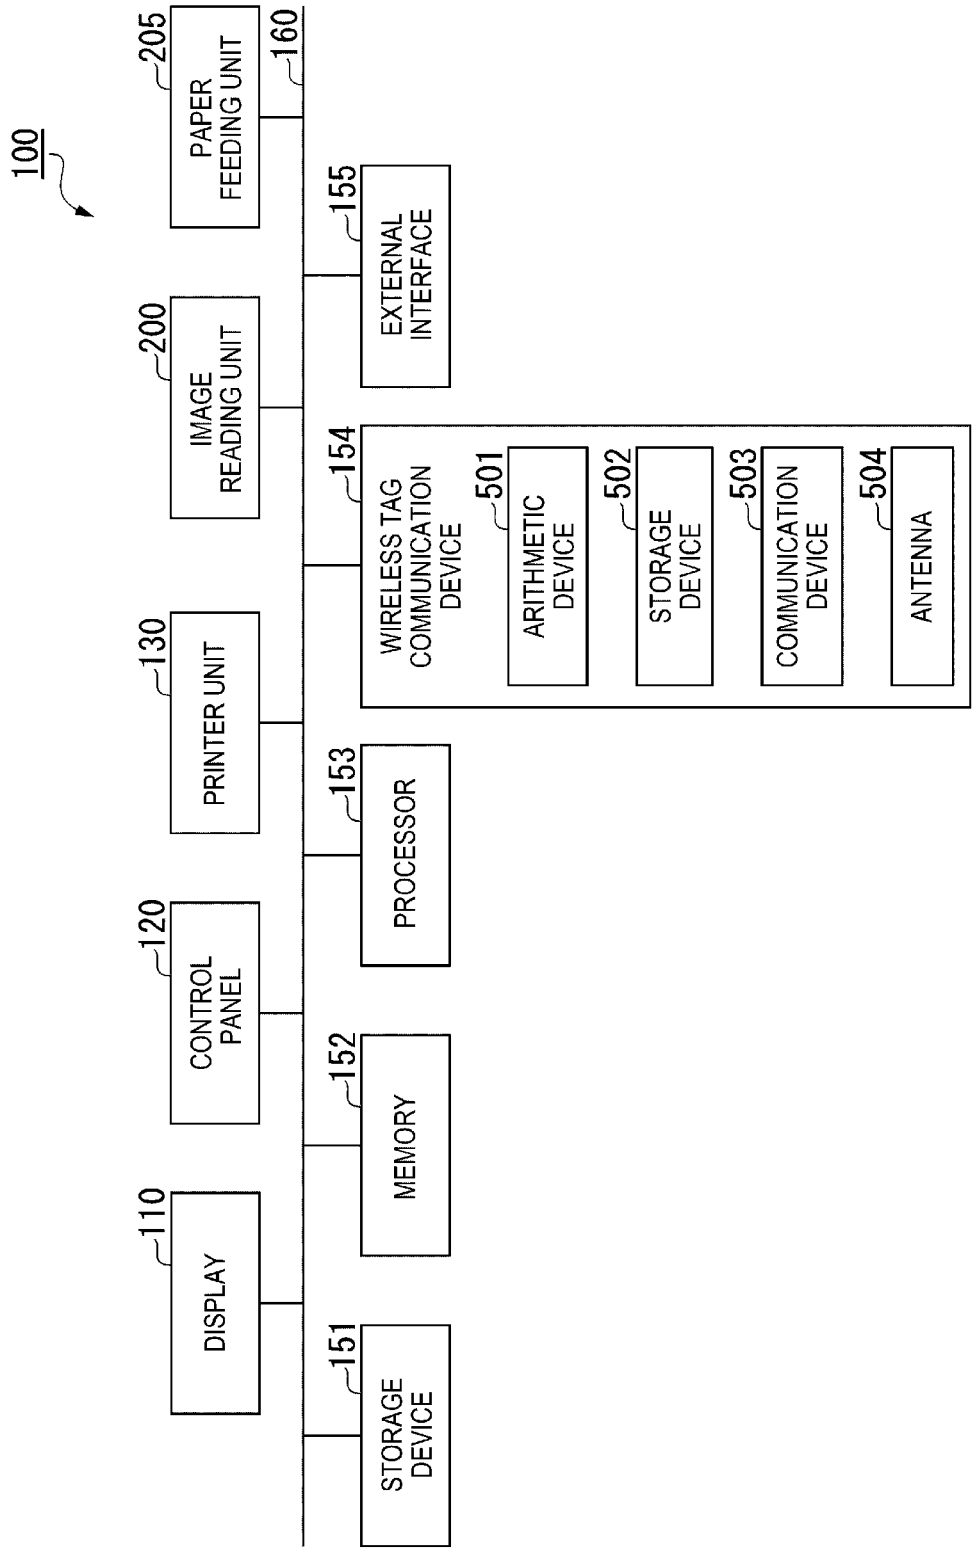 100
110
DISPLAY
120
CONTROL
PANEL
130
PRINTER UNIT
200
IMAGE
READING UNIT
205
PAPER
FEEDING UNIT
160
151
STORAGE
DEVICE
152
MEMORY
153
PROCESSOR
154
WIRELESS TAG
COMMUNICATION
DEVICE
501
ARITHMETIC
DEVICE
502
STORAGE
DEVICE
503
COMMUNICATION
DEVICE
504
ANTENNA
155
EXTERNAL
INTERFACE